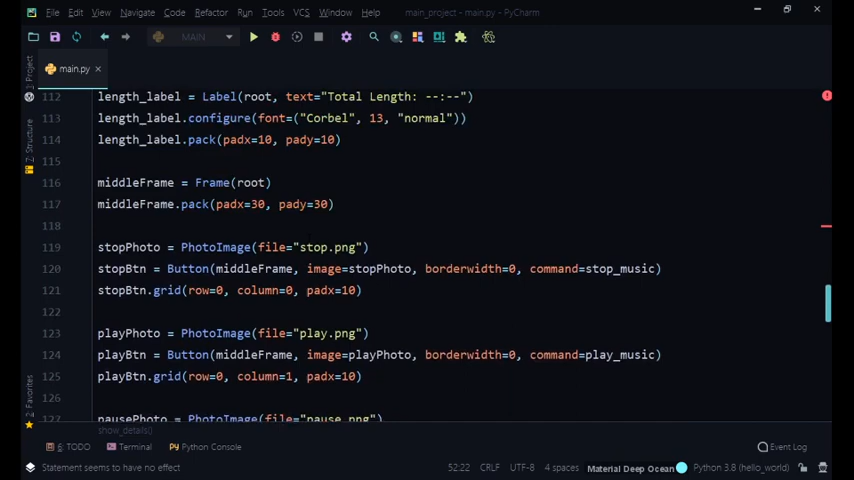 File Edit View Navigate Code Refactor Run Tools VCS Window Help main_project - main.py - PyCharm
MAIN
main.py
1: Project
7: Structure
2: Favorites
112 length_label = Label(root, text="Total Length: --:--")
113 length_label.configure(font=("Corbel", 13, "normal"))
114 length_label.pack(padx=10, pady=10)
115
116 middleFrame = Frame(root)
117 middleFrame.pack(padx=30, pady=30)
118
119 stopPhoto = PhotoImage(file="stop.png")
120 stopBtn = Button(middleFrame, image=stopPhoto, borderwidth=0, command=stop_music)
121 stopBtn.grid(row=0, column=0, padx=10)
122
123 playPhoto = PhotoImage(file="play.png")
124 playBtn = Button(middleFrame, image=playPhoto, borderwidth=0, command=play_music)
125 playBtn.grid(row=0, column=1, padx=10)
126
127 pausePhoto = PhotoImage(file="pause.png")
show_details()
6: TODO Terminal Python Console Event Log
Statement seems to have no effect 52:22 CRLF UTF-8 4 spaces Material Deep Ocean Python 3.8 (hello_world)